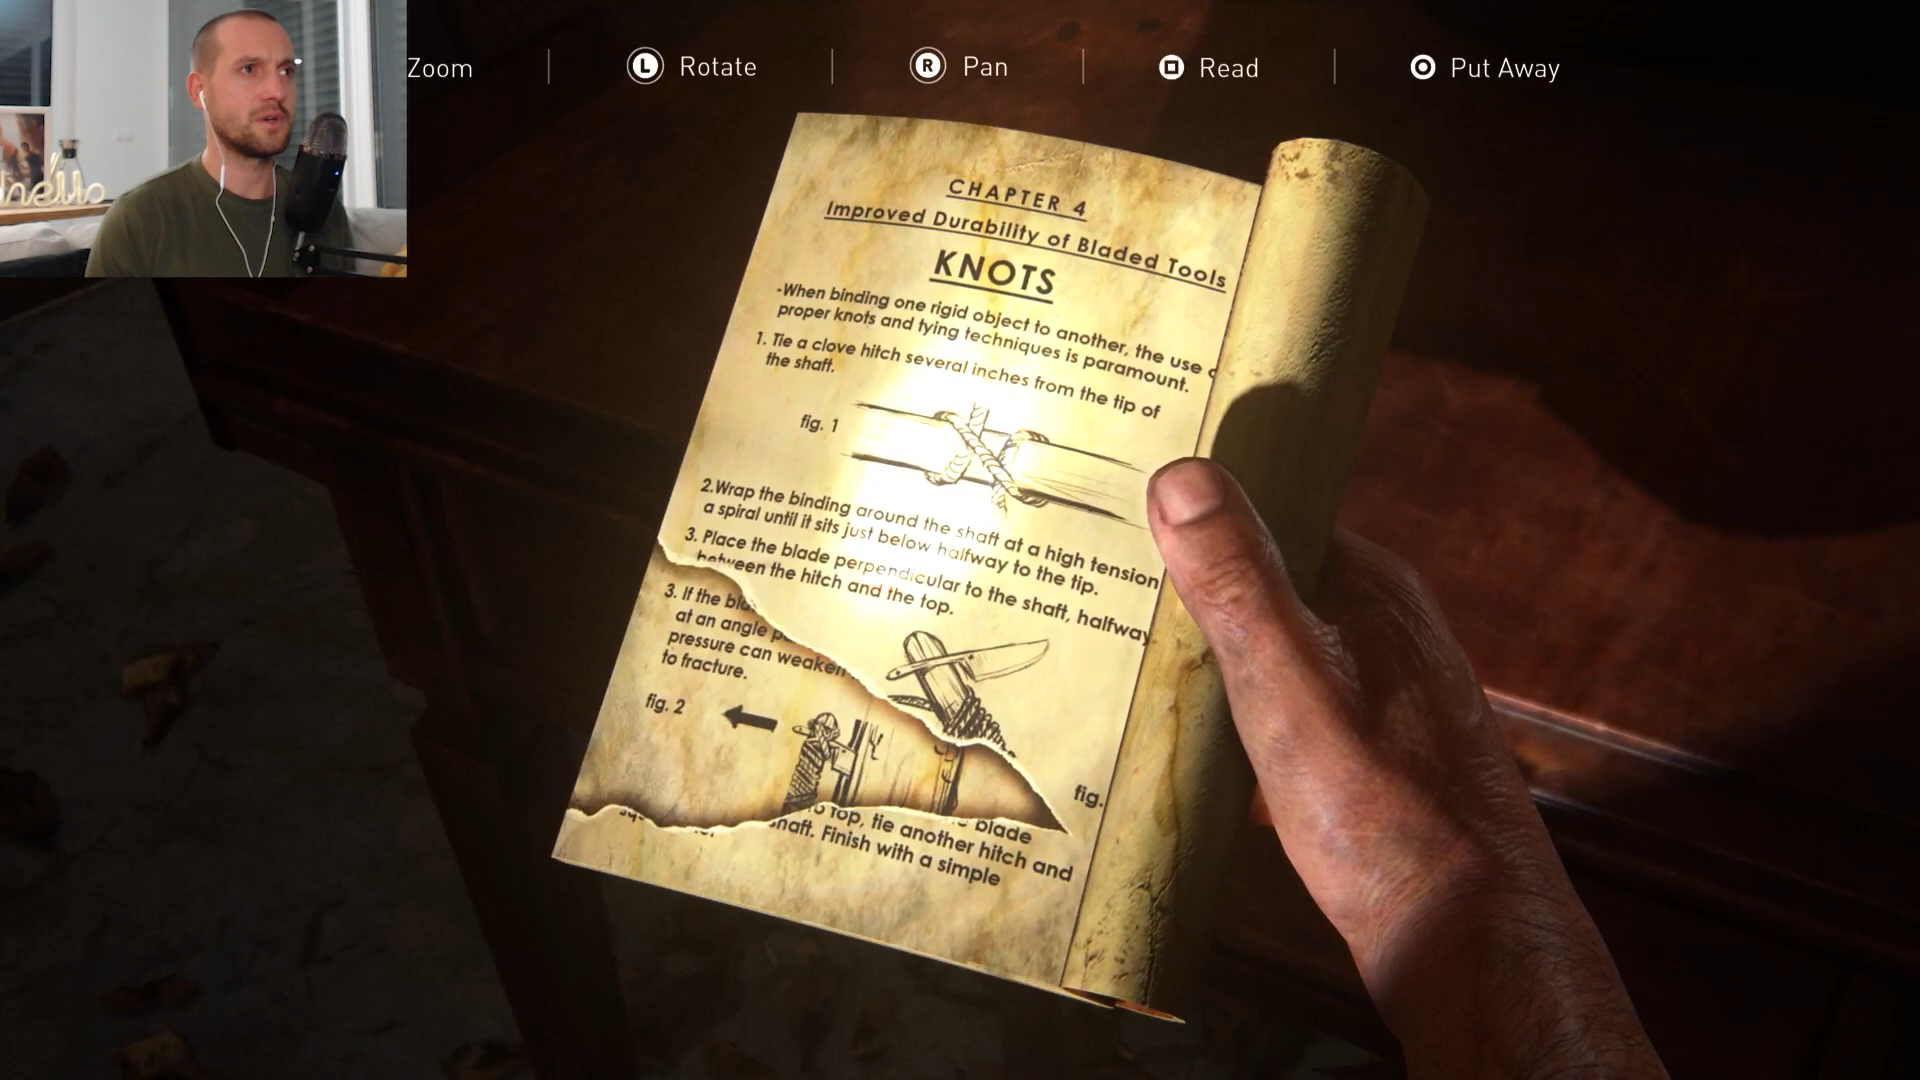 hello
Zoom
L Rotate
R Pan
Read
Put Away
CHAPTER 4
Improved Durability of Bladed Tools
KNOTS
-When binding one rigid object to another, the use
proper knots and tying techniques is paramount.
1. Tie a clove hitch several inches from the tip of
the shaft.
fig. 1
2.Wrap the binding around the shaft at a high tension
a spiral until it sits just below halfway to the tip.
3. Place the blade perpendicular to the shaft, halfway
between the hitch and the top.
3. If the
at an angle
pressure can weaken
to fracture.
fig. 2
fig.
top, tie another hitch and
blade
shaft. Finish with a simple